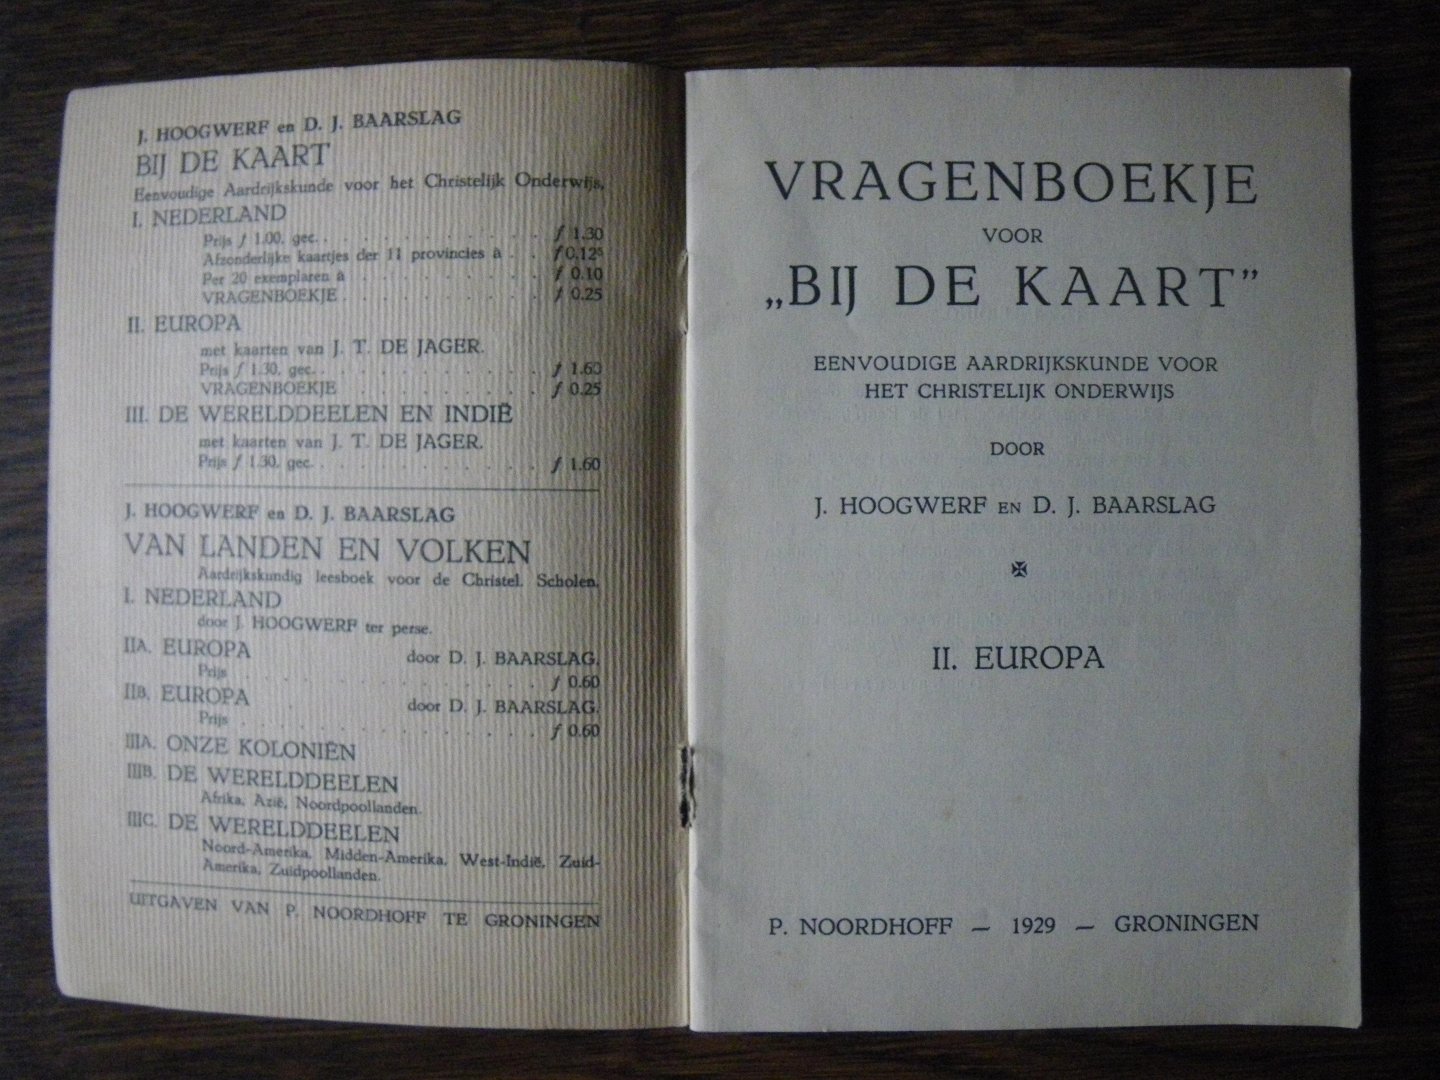 J. HOOGWERF en D. J. BAARSLAG
BIJ DE KAART
Eenvoudige Aardrijkskunde voor het Christelijk Onderwijs.
I. NEDERLAND
Prijs f 1.00, gec. . . . . . . . . . . . . f 1.30
Afzonderlijke kaartjes der 11 provincies à . . f 0.12⁵
Per 20 exemplaren à . . . . . . . . . . f 0.10
VRAGENBOEKJE . . . . . . . . . . f 0.25
II. EUROPA
met kaarten van J. T. DE JAGER.
Prijs f 1.30, gec. . . . . . . . . . . . . f 1.60
VRAGENBOEKJE . . . . . . . . . . f 0.25
III. DE WERELDDEELEN EN INDIË
met kaarten van J. T. DE JAGER.
Prijs f 1.30, gec. . . . . . . . . . . . . f 1.60
J. HOOGWERF en D. J. BAARSLAG
VAN LANDEN EN VOLKEN
Aardrijkskundig leesboek voor de Christel. Scholen.
I. NEDERLAND
door J. HOOGWERF ter perse.
IIA. EUROPA door D. J. BAARSLAG.
Prijs . . . . . . . . . . . . . . . f 0.60
IIB. EUROPA door D. J. BAARSLAG.
Prijs . . . . . . . . . . . . . . . f 0.60
IIIA. ONZE KOLONIËN
IIIB. DE WERELDDEELEN
Afrika, Azië, Noordpoollanden.
IIIC. DE WERELDDEELEN
Noord-Amerika, Midden-Amerika, West-Indië, Zuid-
Amerika, Zuidpoollanden.
UITGAVEN VAN P. NOORDHOFF TE GRONINGEN
VRAGENBOEKJE
VOOR
„BIJ DE KAART”
EENVOUDIGE AARDRIJKSKUNDE VOOR
HET CHRISTELIJK ONDERWIJS
DOOR
J. HOOGWERF EN D. J. BAARSLAG
II. EUROPA
P. NOORDHOFF — 1929 — GRONINGEN